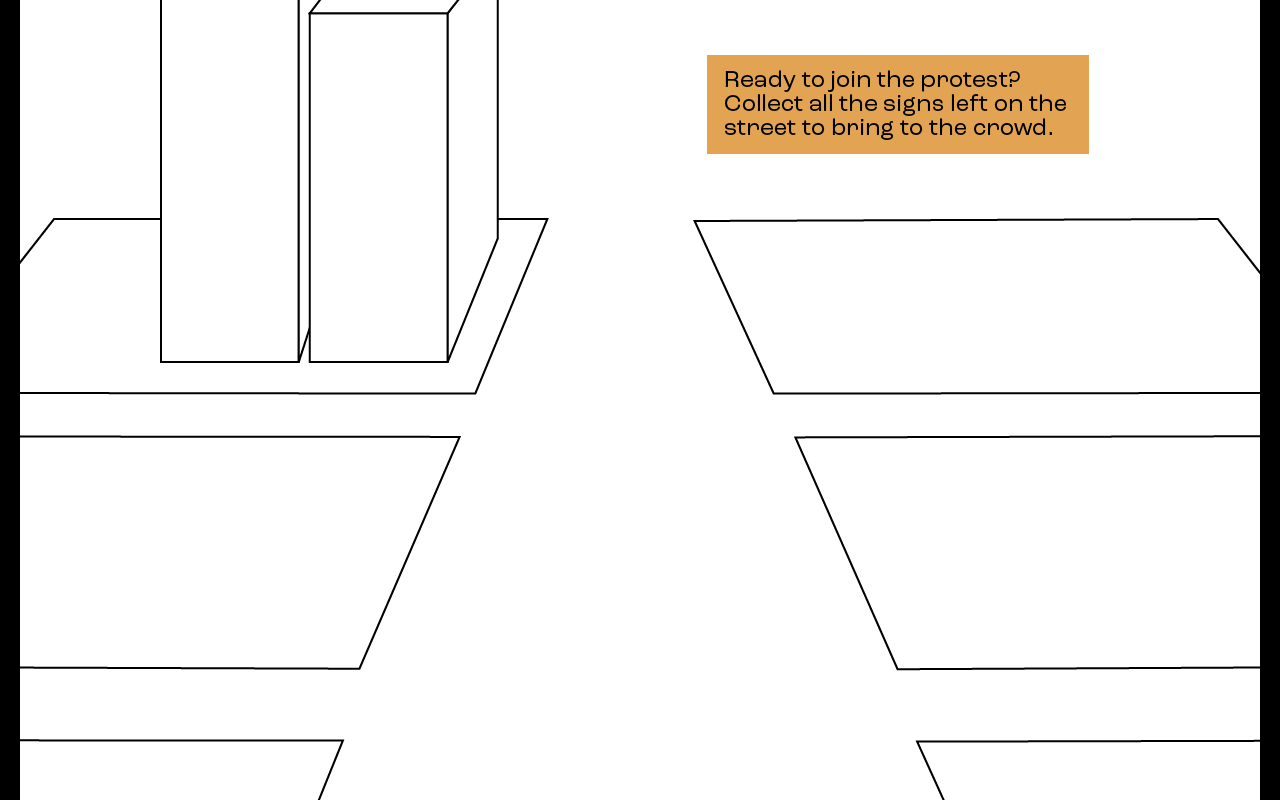 Ready to join the protest?
Collect all the signs left on the
street to bring to the crowd.